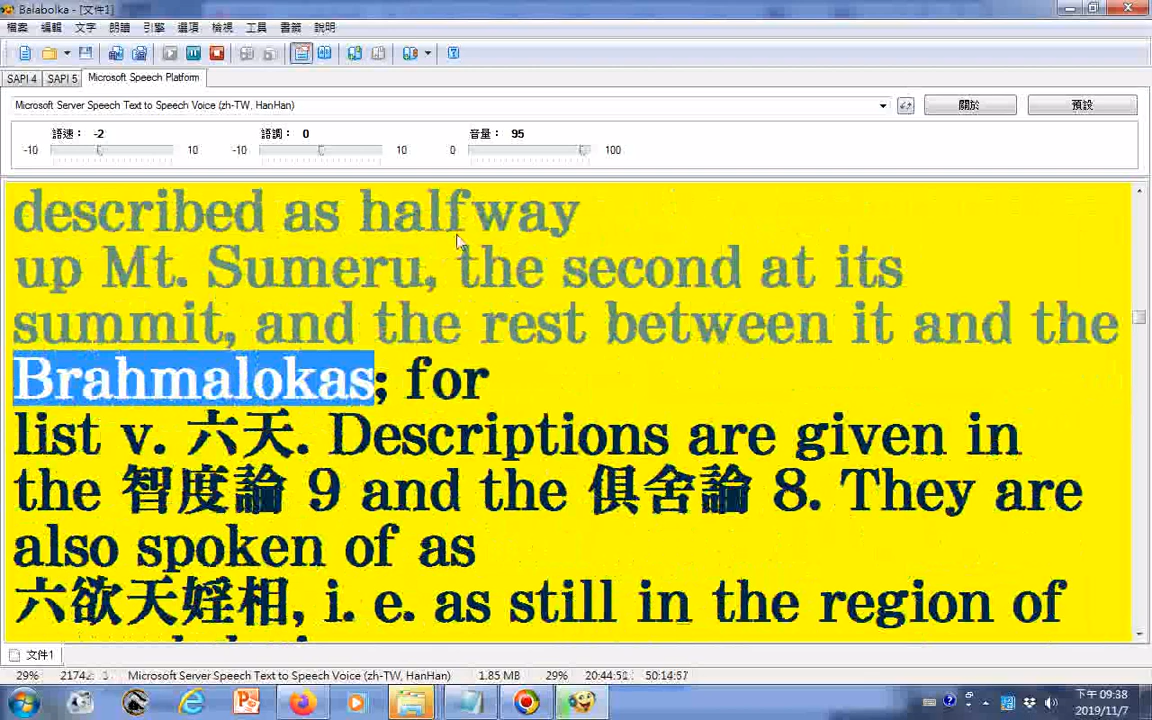 Balabolka - [文件1]
檔案 編輯 文字 朗讀 引擎 選項 檢視 工具 書籤 說明
SAPI 4 SAPI 5 Microsoft Speech Platform
Microsoft Server Speech Text to Speech Voice (zh-TW, HanHan) 關於 預設
語速： -2 語調： 0 音量： 95
-10 10 -10 10 0 100
described as halfway
up Mt. Sumeru, the second at its
summit, and the rest between it and the
Brahmalokas; for
list v. 六天. Descriptions are given in
the 智度論 9 and the 俱舍論 8. They are
also spoken of as
六欲天婬相, i. e. as still in the region of
文件1
29% Microsoft Server Speech Text to Speech Voice (zh-TW, HanHan) 1.85 MB 29% 20:44:51 50:14:57
下午 09:38
2019/11/7